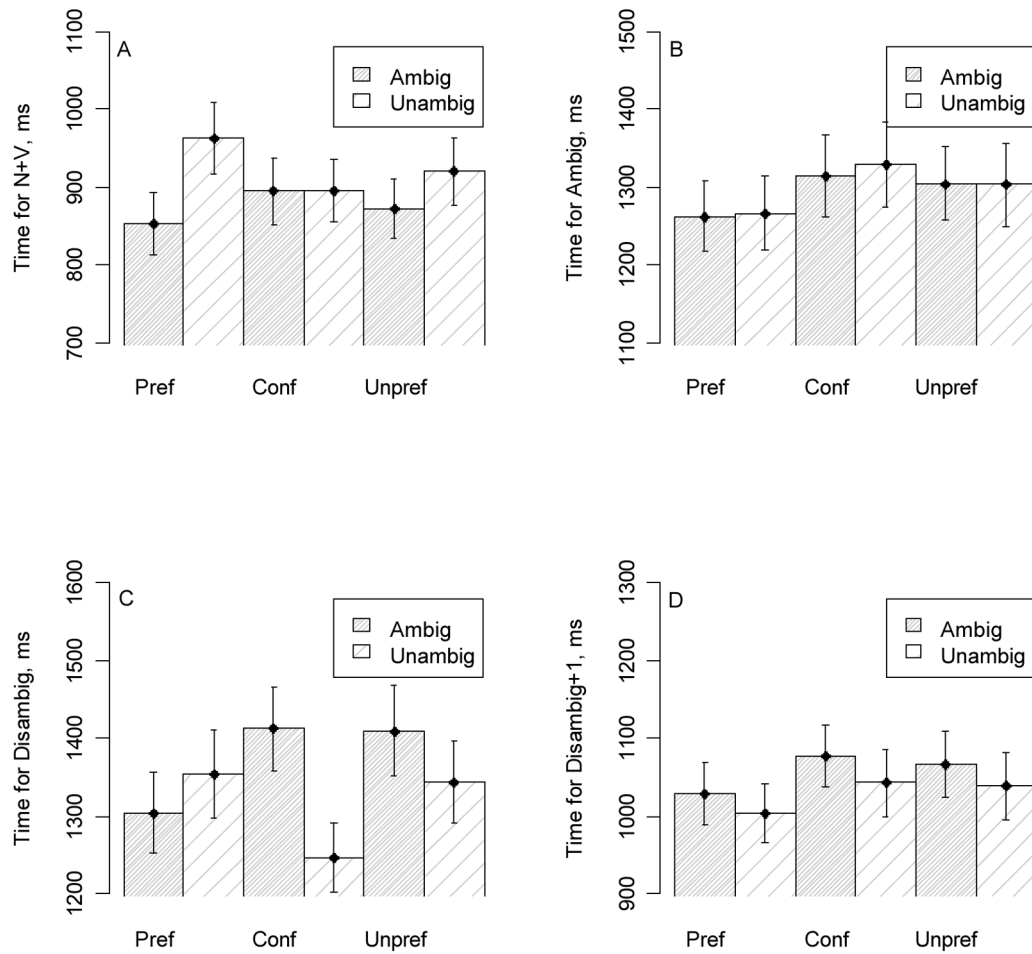 A
Time for N+V, ms
1100
1000
900
800
700
Ambig
Unambig
Pref Conf Unpref
B
Time for Ambig, ms
1500
1400
1300
1200
1100
Ambig
Unambig
Pref Conf Unpref
C
Time for Disambig, ms
1600
1500
1400
1300
1200
Ambig
Unambig
Pref Conf Unpref
D
Time for Disambig+1, ms
1300
1200
1100
1000
900
Ambig
Unambig
Pref Conf Unpref